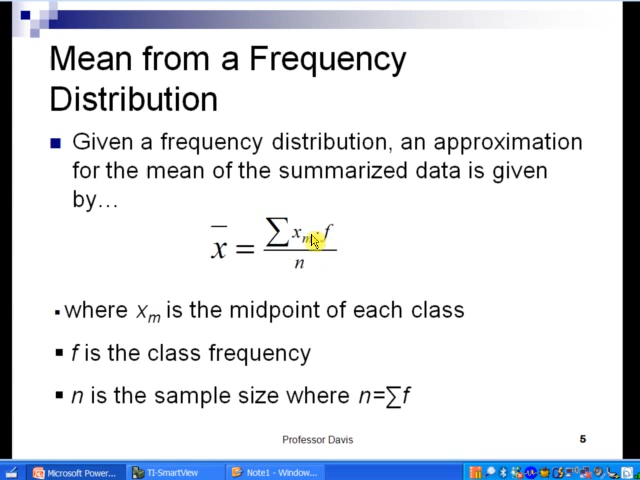 Mean from a Frequency
Distribution
Given a frequency distribution, an approximation
for the mean of the summarized data is given
by…
x̄ = ∑ xₘ · f / n
where xₘ is the midpoint of each class
f is the class frequency
n is the sample size where n=∑f
Professor Davis
5
Microsoft Power...
TI-SmartView
Note1 - Window...